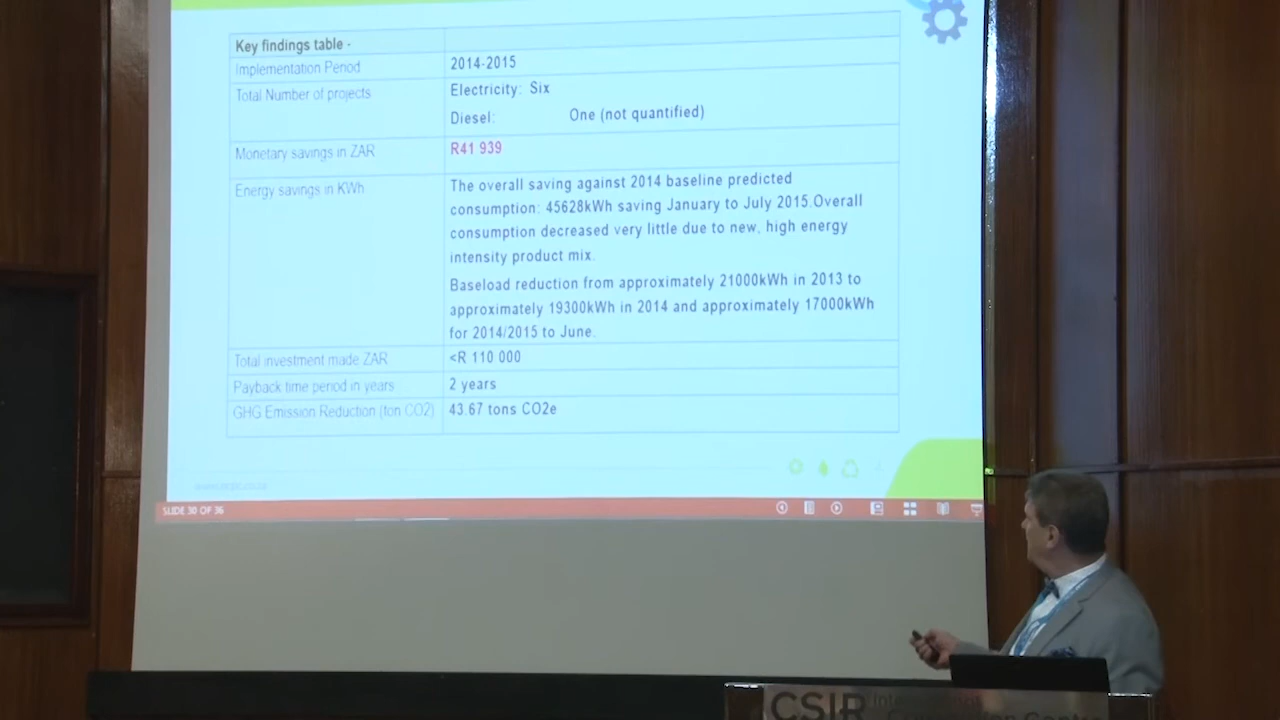 Key findings table -
Implementation Period
2014-2015
Total Number of projects
Electricity: Six
Diesel: One (not quantified)
Monetary savings in ZAR
R41 939
Energy savings in KWh
The overall saving against 2014 baseline predicted
consumption: 45628kWh saving January to July 2015.Overall
consumption decreased very little due to new, high energy
intensity product mix.
Baseload reduction from approximately 21000kWh in 2013 to
approximately 19300kWh in 2014 and approximately 17000kWh
for 2014/2015 to June.
Total investment made ZAR
<R 110 000
Payback time period in years
2 years
GHG Emission Reduction (ton CO2)
43.67 tons CO2e
SLIDE 30 OF 36
CSIR International
Convention Centre